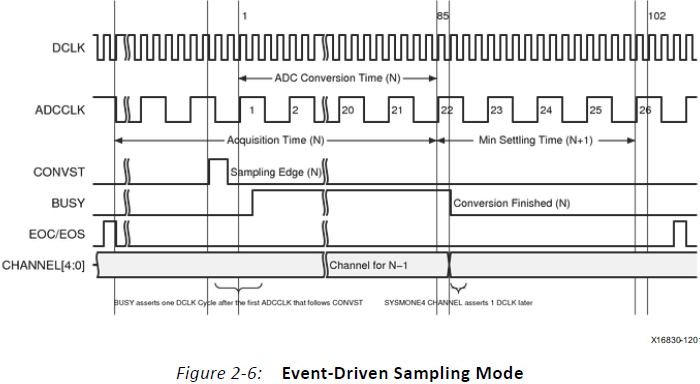 1 85 102
DCLK
ADC Conversion Time (N)
ADCCLK 1 2 20 21 22 23 24 25 26
Acquisition Time (N) Min Settling Time (N+1)
CONVST Sampling Edge (N)
BUSY Conversion Finished (N)
EOC/EOS
CHANNEL[4:0] Channel for N−1
BUSY asserts one DCLK Cycle after the first ADCCLK that follows CONVST SYSMONE4 CHANNEL asserts 1 DCLK later
X16830-1201
Figure 2-6: Event-Driven Sampling Mode